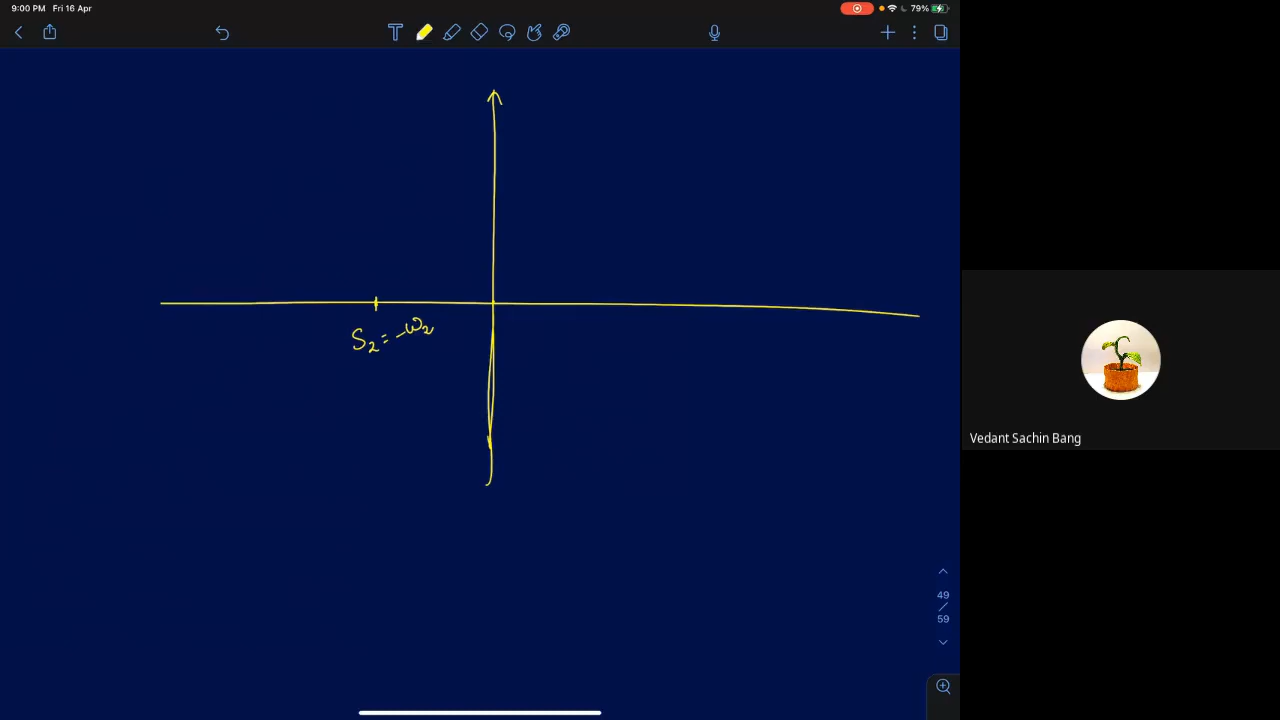 9:00 PM Fri 16 Apr
79%
T
S₂ = -ω₂
49
/
59
Vedant Sachin Bang